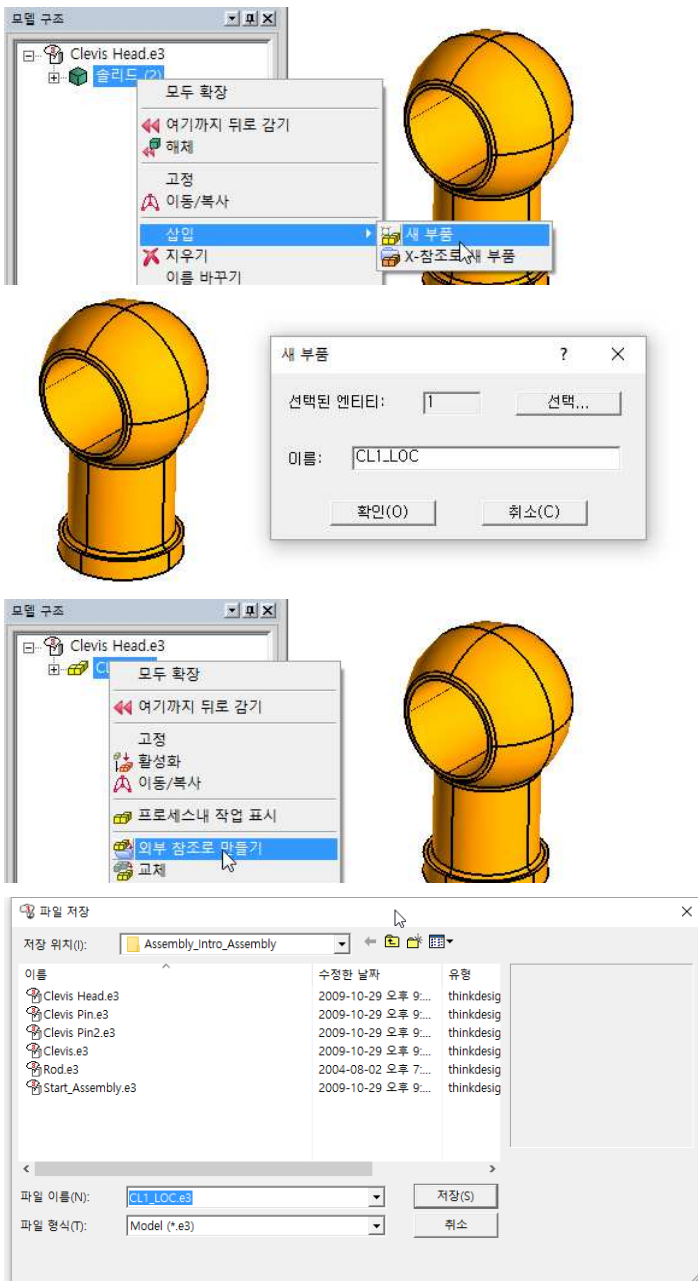 모델 구조
Clevis Head.e3
솔리드 (2)
모두 확장
여기까지 뒤로 감기
해체
고정
이동/복사
삽입
새 부품
지우기
X-참조로 새 부품
이름 바꾸기
새 부품 ?
선택된 엔티티: 1 선택...
이름: CL1_LOC
확인(O) 취소(C)
모델 구조
Clevis Head.e3
모두 확장
여기까지 뒤로 감기
고정
활성화
이동/복사
프로세스내 작업 표시
외부 참조로 만들기
교체
파일 저장
저장 위치(I): Assembly_Intro_Assembly
이름 수정한 날짜 유형
Clevis Head.e3 2009-10-29 오후 9:... thinkdesig
Clevis Pin.e3 2009-10-29 오후 9:... thinkdesig
Clevis Pin2.e3 2009-10-29 오후 9:... thinkdesig
Clevis.e3 2009-10-29 오후 9:... thinkdesig
Rod.e3 2004-08-02 오후 7:... thinkdesig
Start_Assembly.e3 2009-10-29 오후 9:... thinkdesig
파일 이름(N): CL1_LOC.e3 저장(S)
파일 형식(T): Model (*.e3) 취소